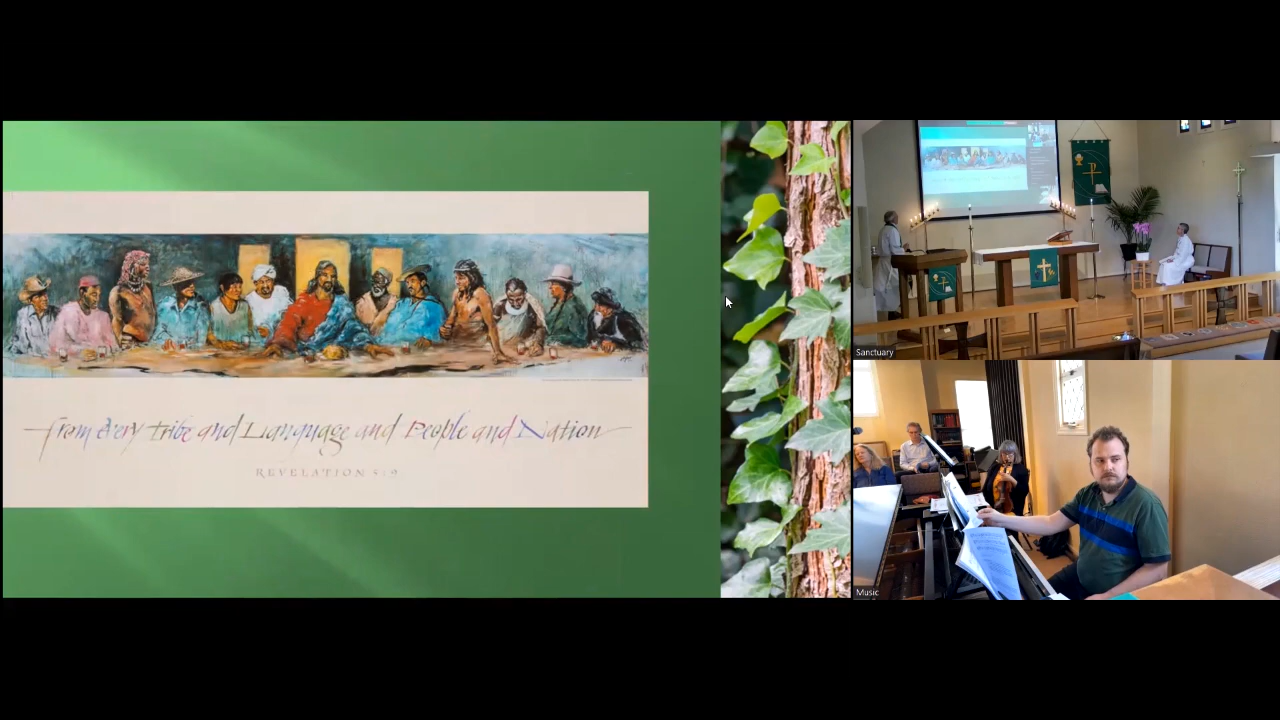 from Every tribe and Language and People and Nation
REVELATION 5:9
Sanctuary
Music